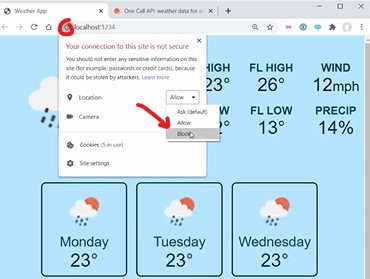 Weather App
One Call API: weather data for a
localhost:1234
Your connection to this site is not secure
You should not enter any sensitive information on
this site (for example, passwords or credit cards), because
it could be stolen by attackers. Learn more
Location
Allow
Camera
Ask (default)
Allow
Block
Cookies (5 in use)
Site settings
HIGH
FL HIGH
WIND
23°
26°
12mph
FL LOW
PRECIP
13°
14%
Monday
Tuesday
Wednesday
23°
23°
23°